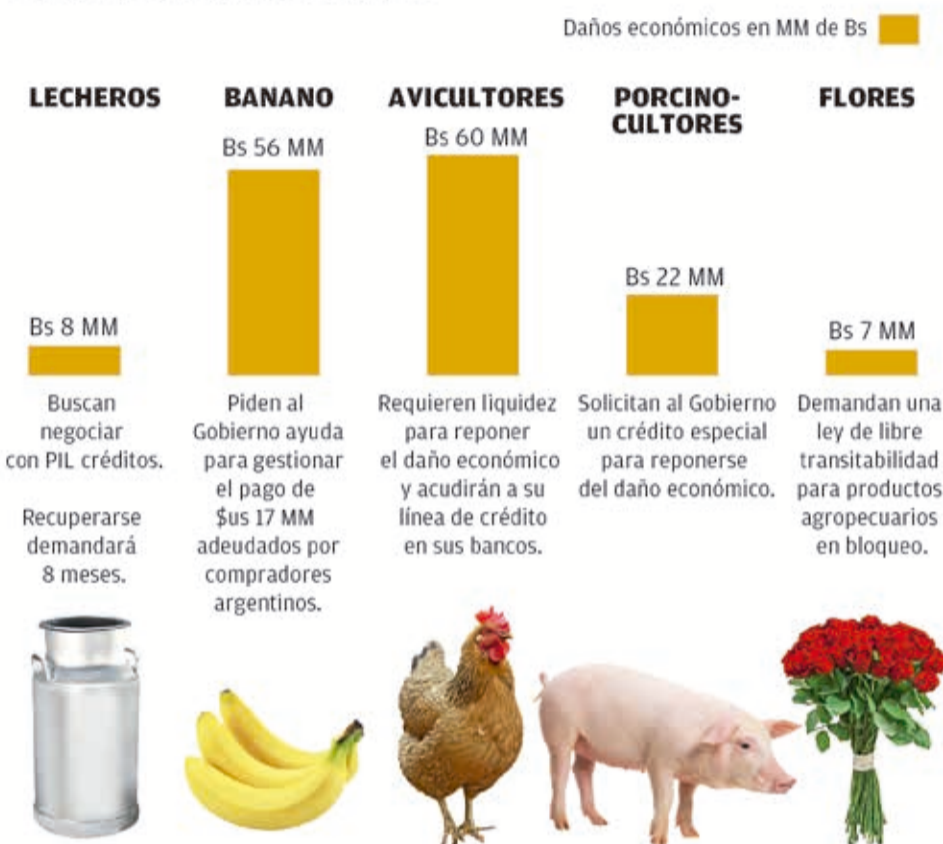 Daños económicos en MM de Bs
LECHEROS
Bs 8 MM
Buscan
negociar
con PIL créditos.
Recuperarse
demandará
8 meses.
BANANO
Bs 56 MM
Piden al
Gobierno ayuda
para gestionar
el pago de
$us 17 MM
adeudados por
compradores
argentinos.
AVICULTORES
Bs 60 MM
Requieren liquidez
para reponer
el daño económico
y acudirán a su
línea de crédito
en sus bancos.
PORCINO-
CULTORES
Bs 22 MM
Solicitan al Gobierno
un crédito especial
para reponerse
del daño económico.
FLORES
Bs 7 MM
Demandan una
ley de libre
transitabilidad
para productos
agropecuarios
en bloqueo.